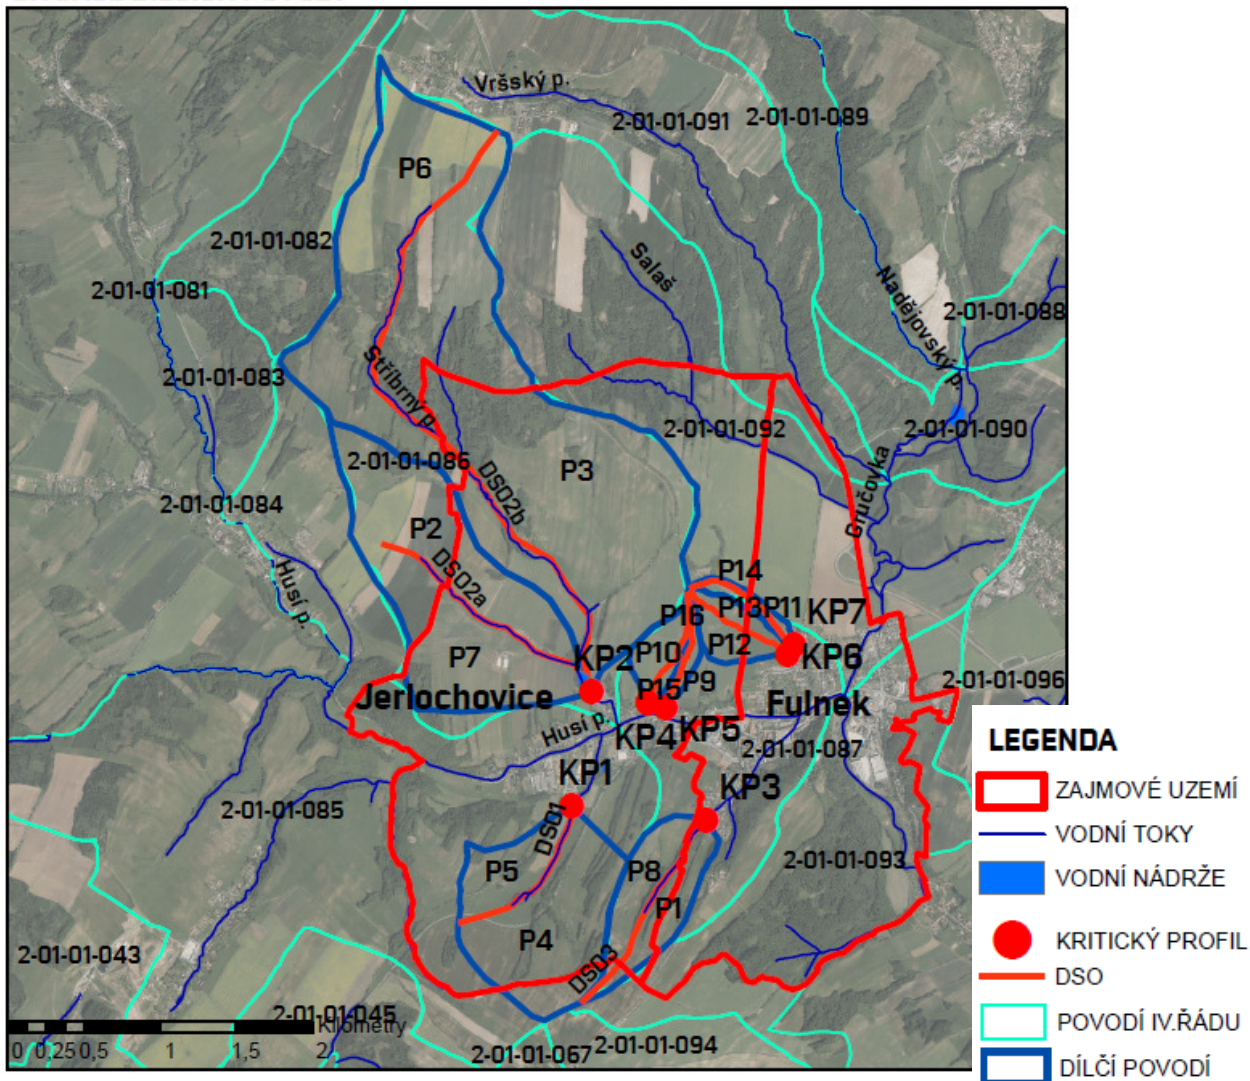 Vršský p.
2-01-01-091
2-01-01-089
P6
2-01-01-082
Salaš
2-01-01-081
Nadějovský p.
2-01-01-088
Stříbrný p.
2-01-01-083
2-01-01-092
2-01-01-090
2-01-01-086
P3
DSO2b
2-01-01-084
Gručovka
P2
DSO2a
Husí p.
P14
P16
P13
P11
KP7
P10
P12
KP6
P7
KP2
P15
P9
Jerlochovice
Fulnek
2-01-01-096
Husí p.
KP4
KP5
2-01-01-087
KP1
KP3
2-01-01-085
DSO1
2-01-01-093
P5
P8
P1
P4
DSO3
2-01-01-043
2-01-01-045
Kilometry
0 0,25 0,5 1 1,5 2
2-01-01-067
2-01-01-094
LEGENDA
ZAJMOVÉ UZEMÍ
VODNÍ TOKY
VODNÍ NÁDRŽE
KRITICKÝ PROFIL
DSO
POVODÍ IV.ŘÁDU
DÍLČÍ POVODÍ